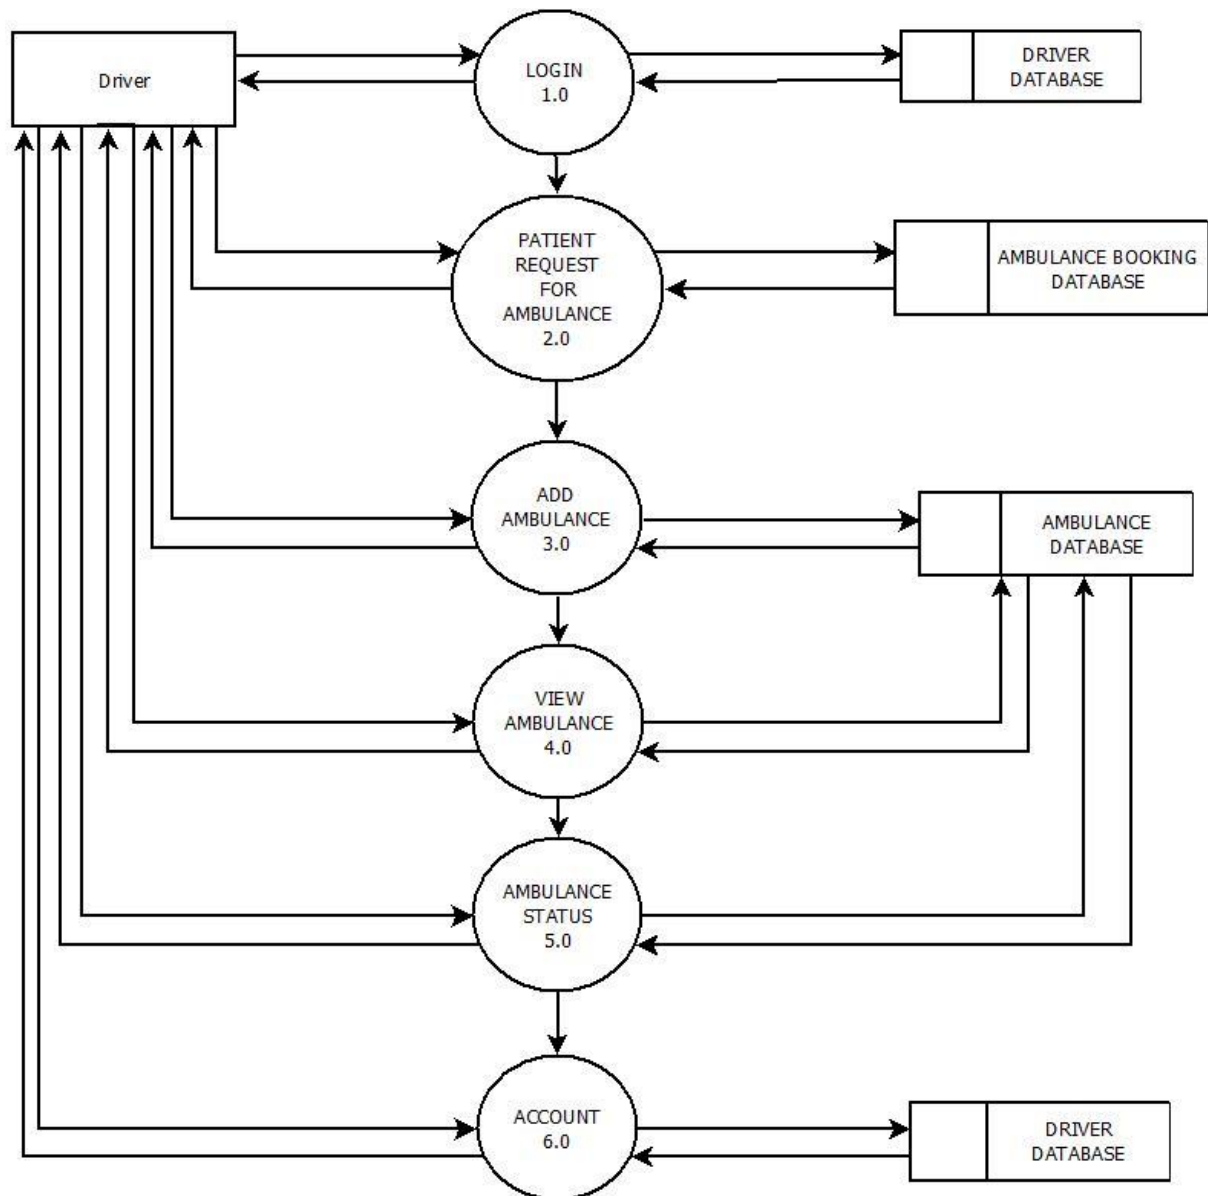 Driver
LOGIN
1.0
DRIVER
DATABASE
PATIENT
REQUEST
FOR
AMBULANCE
2.0
AMBULANCE BOOKING
DATABASE
ADD
AMBULANCE
3.0
AMBULANCE
DATABASE
VIEW
AMBULANCE
4.0
AMBULANCE
STATUS
5.0
ACCOUNT
6.0
DRIVER
DATABASE